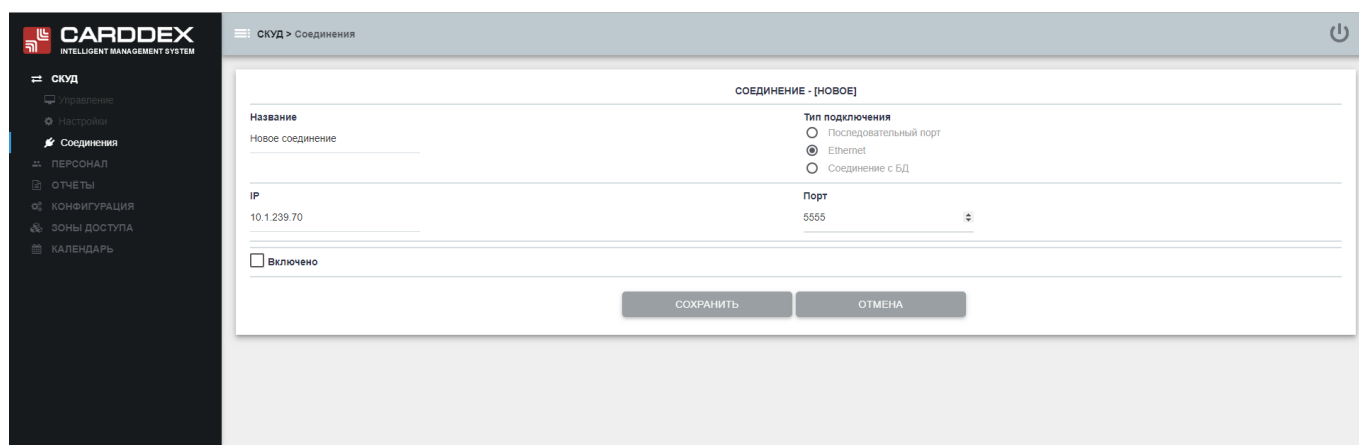 CARDDEX
INTELLIGENT MANAGEMENT SYSTEM
СКУД > Соединения
СКУД
Управление
Настройки
Соединения
ПЕРСОНАЛ
ОТЧЁТЫ
КОНФИГУРАЦИЯ
ЗОНЫ ДОСТУПА
КАЛЕНДАРЬ
СОЕДИНЕНИЕ - [НОВОЕ]
Название
Новое соединение
Тип подключения
Последовательный порт
Ethernet
Соединение с БД
IP
10.1.239.70
Порт
5555
Включено
СОХРАНИТЬ ОТМЕНА